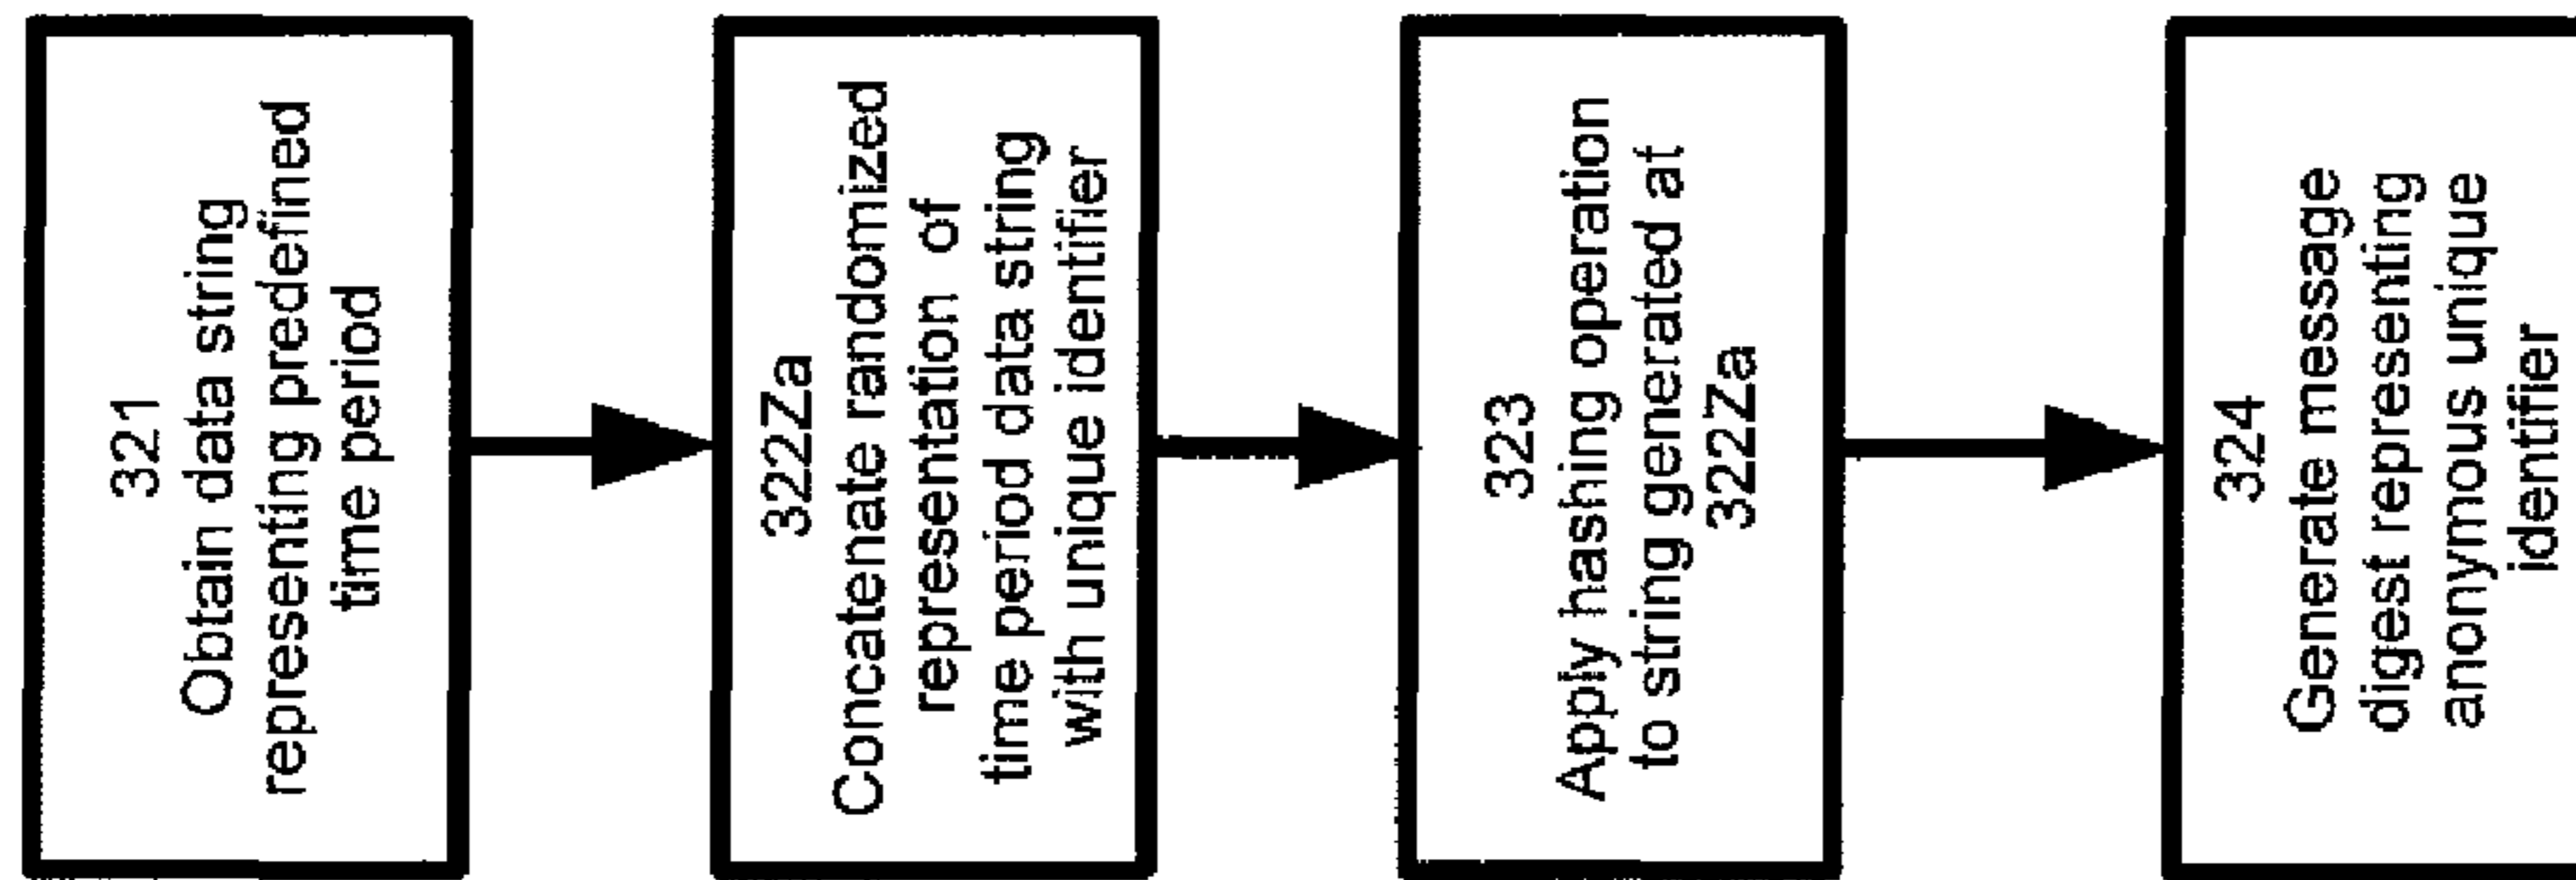 321
Obtain data string
representing predefined
time period
322Za
Concatenate randomized
representation of
time period data string
with unique identifier
323
Apply hashing operation
to string generated at
322Za
324
Generate message
digest representing
anonymous unique
identifier